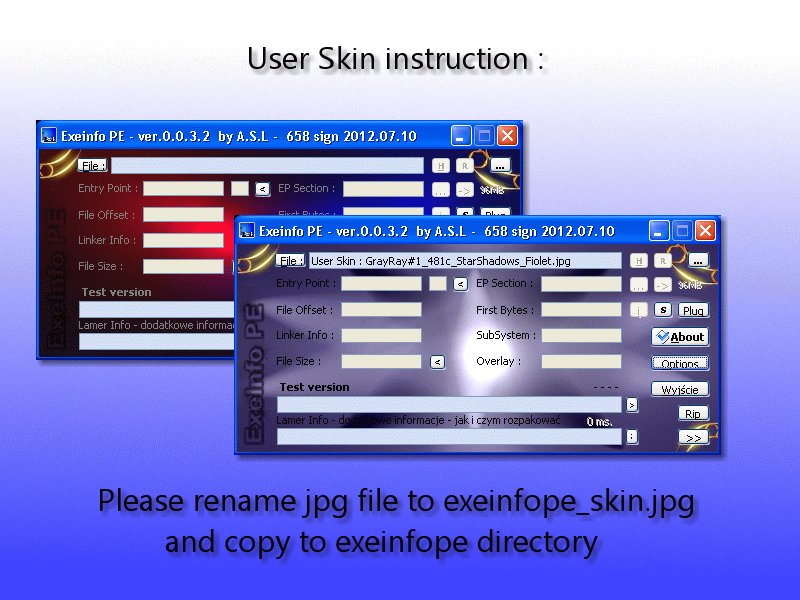 User Skin instruction :
Exeinfo PE - ver.0.0.3.2  by A.S.L -  658 sign 2012.07.10
File :
H
R
...
Entry Point :
<
EP Section :
...
->
96MB
File Offset :
First Bytes :
i
S
Plug
Linker Info :
File Size :
Test version
Lamer Info - dodatkowe informac
Exeinfo PE
Exeinfo PE - ver.0.0.3.2  by A.S.L -  658 sign 2012.07.10
File :
User Skin : GrayRay#1_481c_StarShadows_Fiolet.jpg
H
R
...
Entry Point :
<
EP Section :
...
->
96MB
File Offset :
First Bytes :
i
S
Plug
Linker Info :
SubSystem :
About
File Size :
<
Overlay :
Options
Test version
- - - -
Wyjście
>
Lamer Info - dodatkowe informacje - jak i czym rozpakować
0 ms.
Rip
>>
Exeinfo PE
Please rename jpg file to exeinfope_skin.jpg
and copy to exeinfope directory